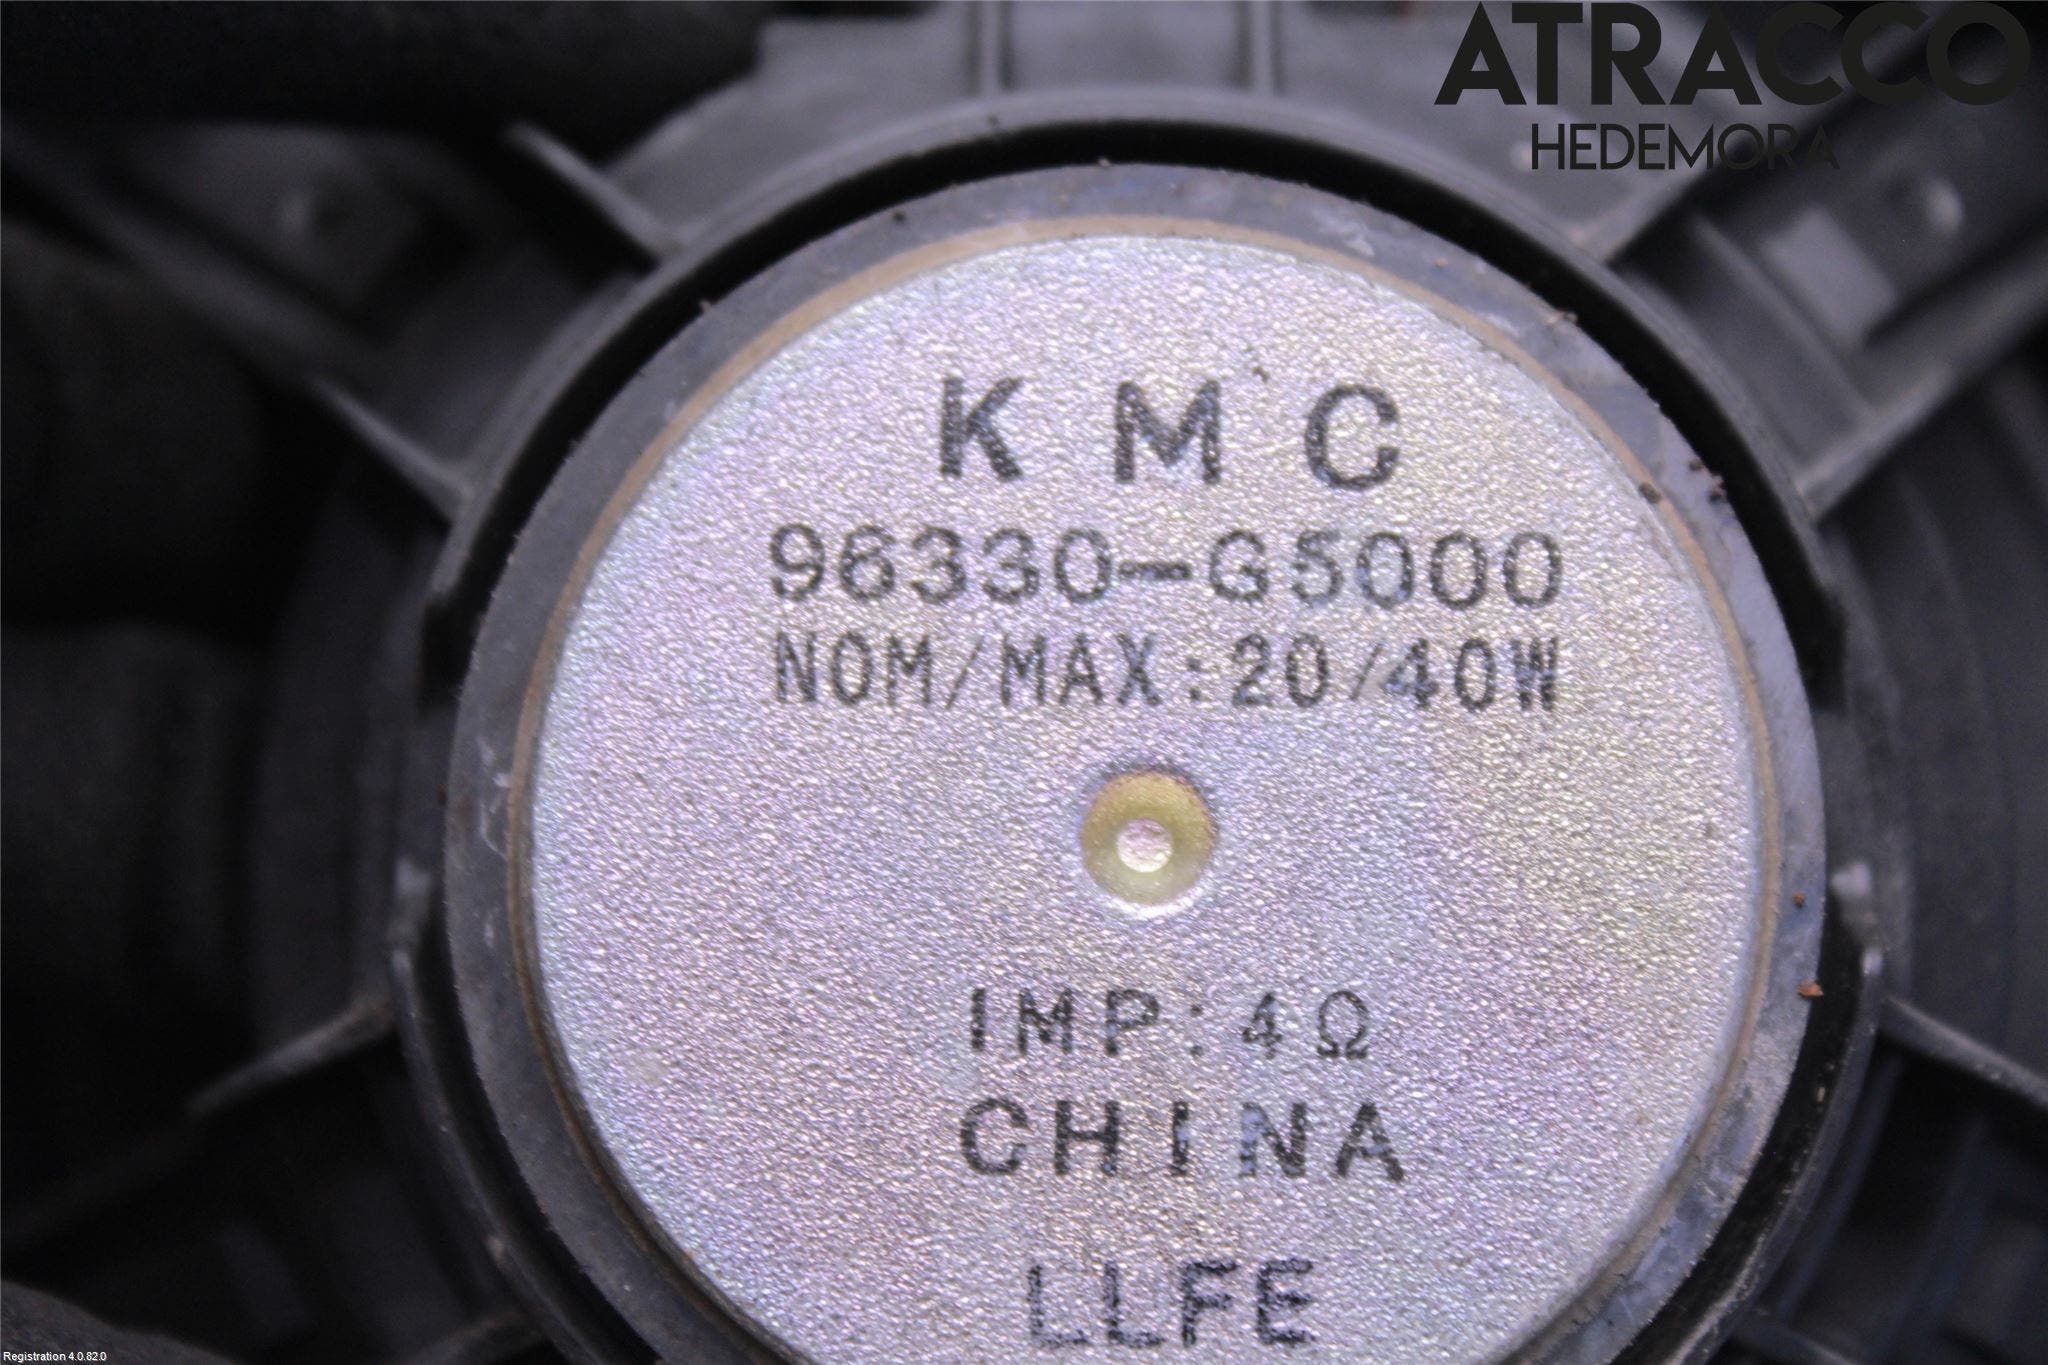 ATRACCO
HEDEMORA
KMC
96330-G5000
NOM/MAX:20/40W
IMP:4Ω
CHINA
LLFE
Registration 4.0.82.0